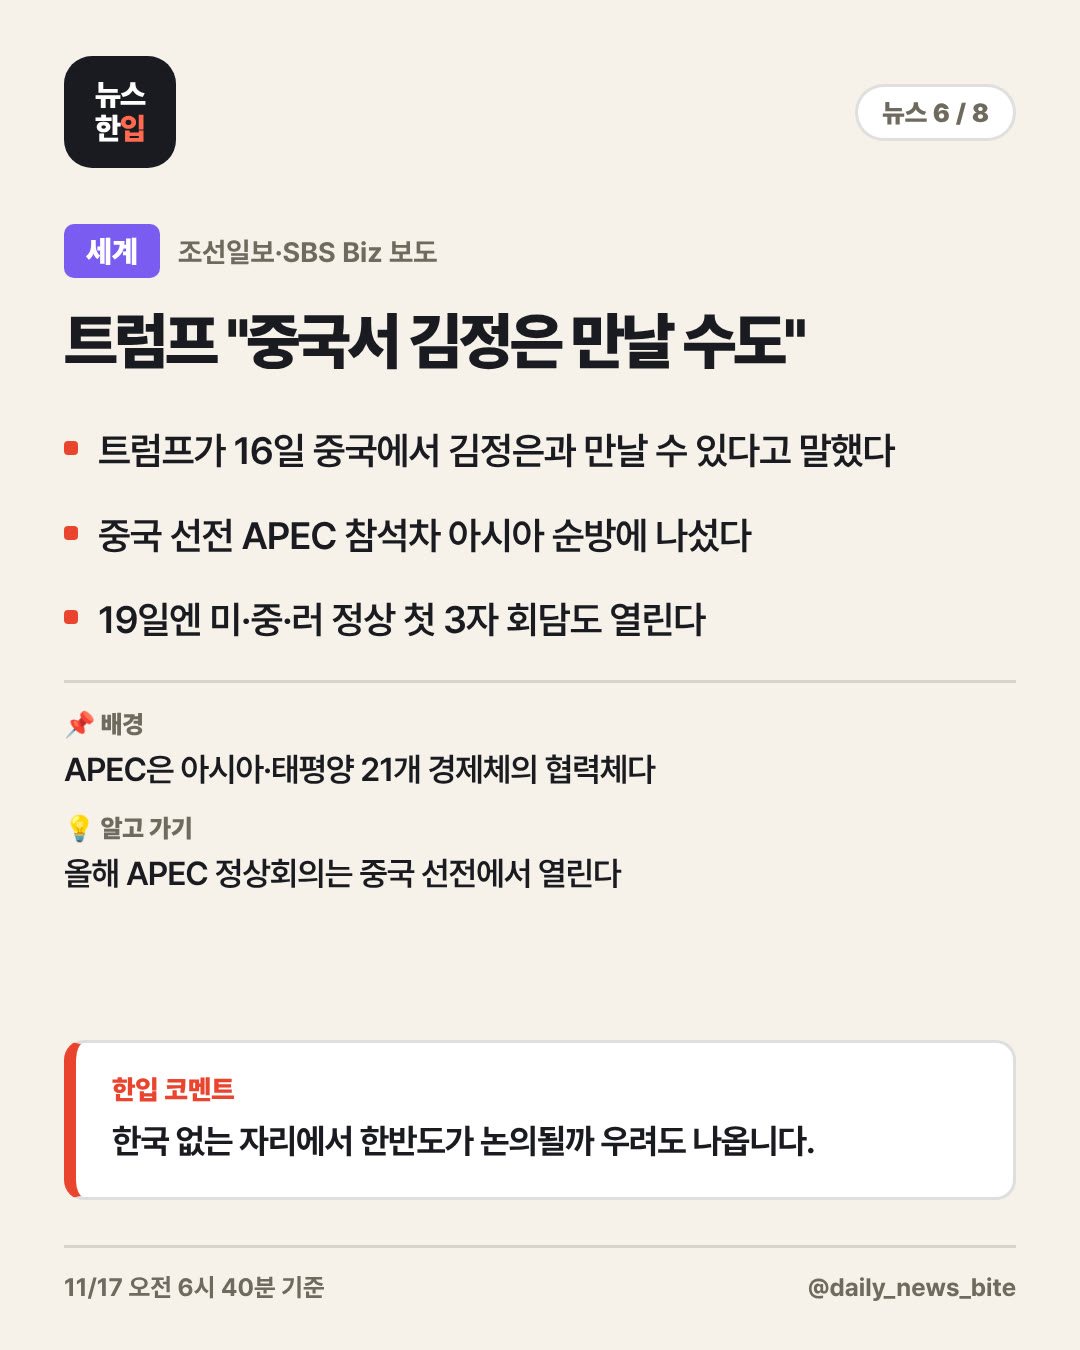 뉴스
한입
뉴스 6 / 8
세계
조선일보·SBS Biz 보도
트럼프 "중국서 김정은 만날 수도"
트럼프가 16일 중국에서 김정은과 만날 수 있다고 말했다
중국 선전 APEC 참석차 아시아 순방에 나섰다
19일엔 미·중·러 정상 첫 3자 회담도 열린다
📌 배경
APEC은 아시아·태평양 21개 경제체의 협력체다
💡 알고 가기
올해 APEC 정상회의는 중국 선전에서 열린다
한입 코멘트
한국 없는 자리에서 한반도가 논의될까 우려도 나옵니다.
11/17 오전 6시 40분 기준
@daily_news_bite